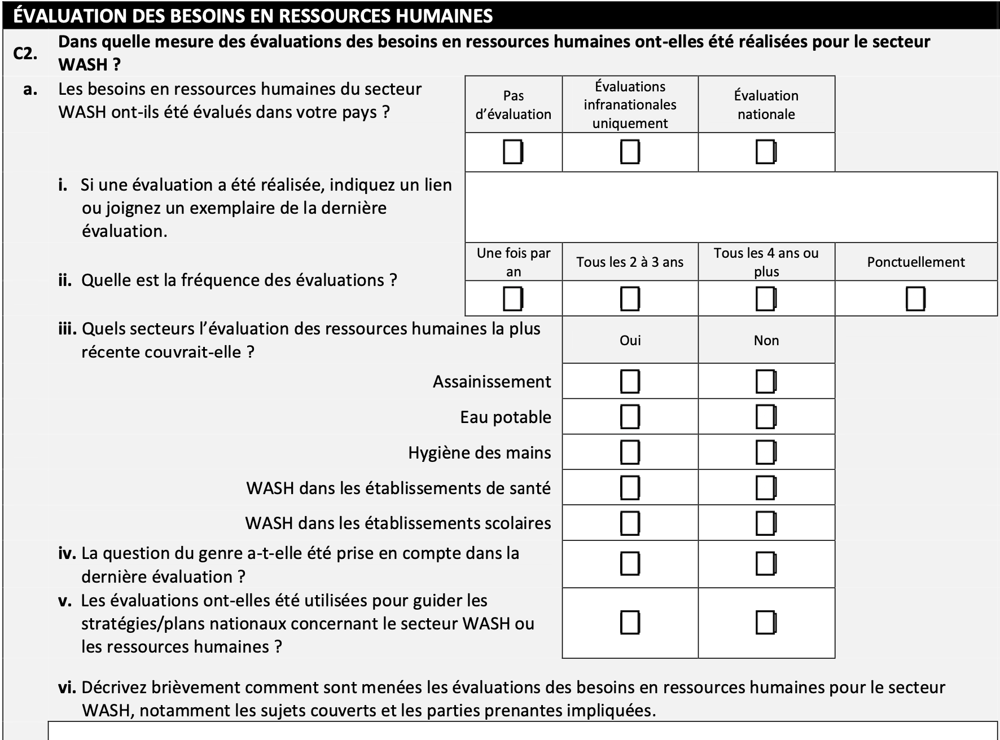 ÉVALUATION DES BESOINS EN RESSOURCES HUMAINES
C2.
Dans quelle mesure des évaluations des besoins en ressources humaines ont-elles été réalisées pour le secteur
WASH ?
a.
Les besoins en ressources humaines du secteur
WASH ont-ils été évalués dans votre pays ?
Pas
d’évaluation
Évaluations
infranationales
uniquement
Évaluation
nationale
i. Si une évaluation a été réalisée, indiquez un lien
ou joignez un exemplaire de la dernière
évaluation.
ii. Quelle est la fréquence des évaluations ?
Une fois par
an
Tous les 2 à 3 ans
Tous les 4 ans ou
plus
Ponctuellement
iii. Quels secteurs l’évaluation des ressources humaines la plus
récente couvrait-elle ?
Oui
Non
Assainissement
Eau potable
Hygiène des mains
WASH dans les établissements de santé
WASH dans les établissements scolaires
iv. La question du genre a-t-elle été prise en compte dans la
dernière évaluation ?
v. Les évaluations ont-elles été utilisées pour guider les
stratégies/plans nationaux concernant le secteur WASH ou
les ressources humaines ?
vi. Décrivez brièvement comment sont menées les évaluations des besoins en ressources humaines pour le secteur
WASH, notamment les sujets couverts et les parties prenantes impliquées.